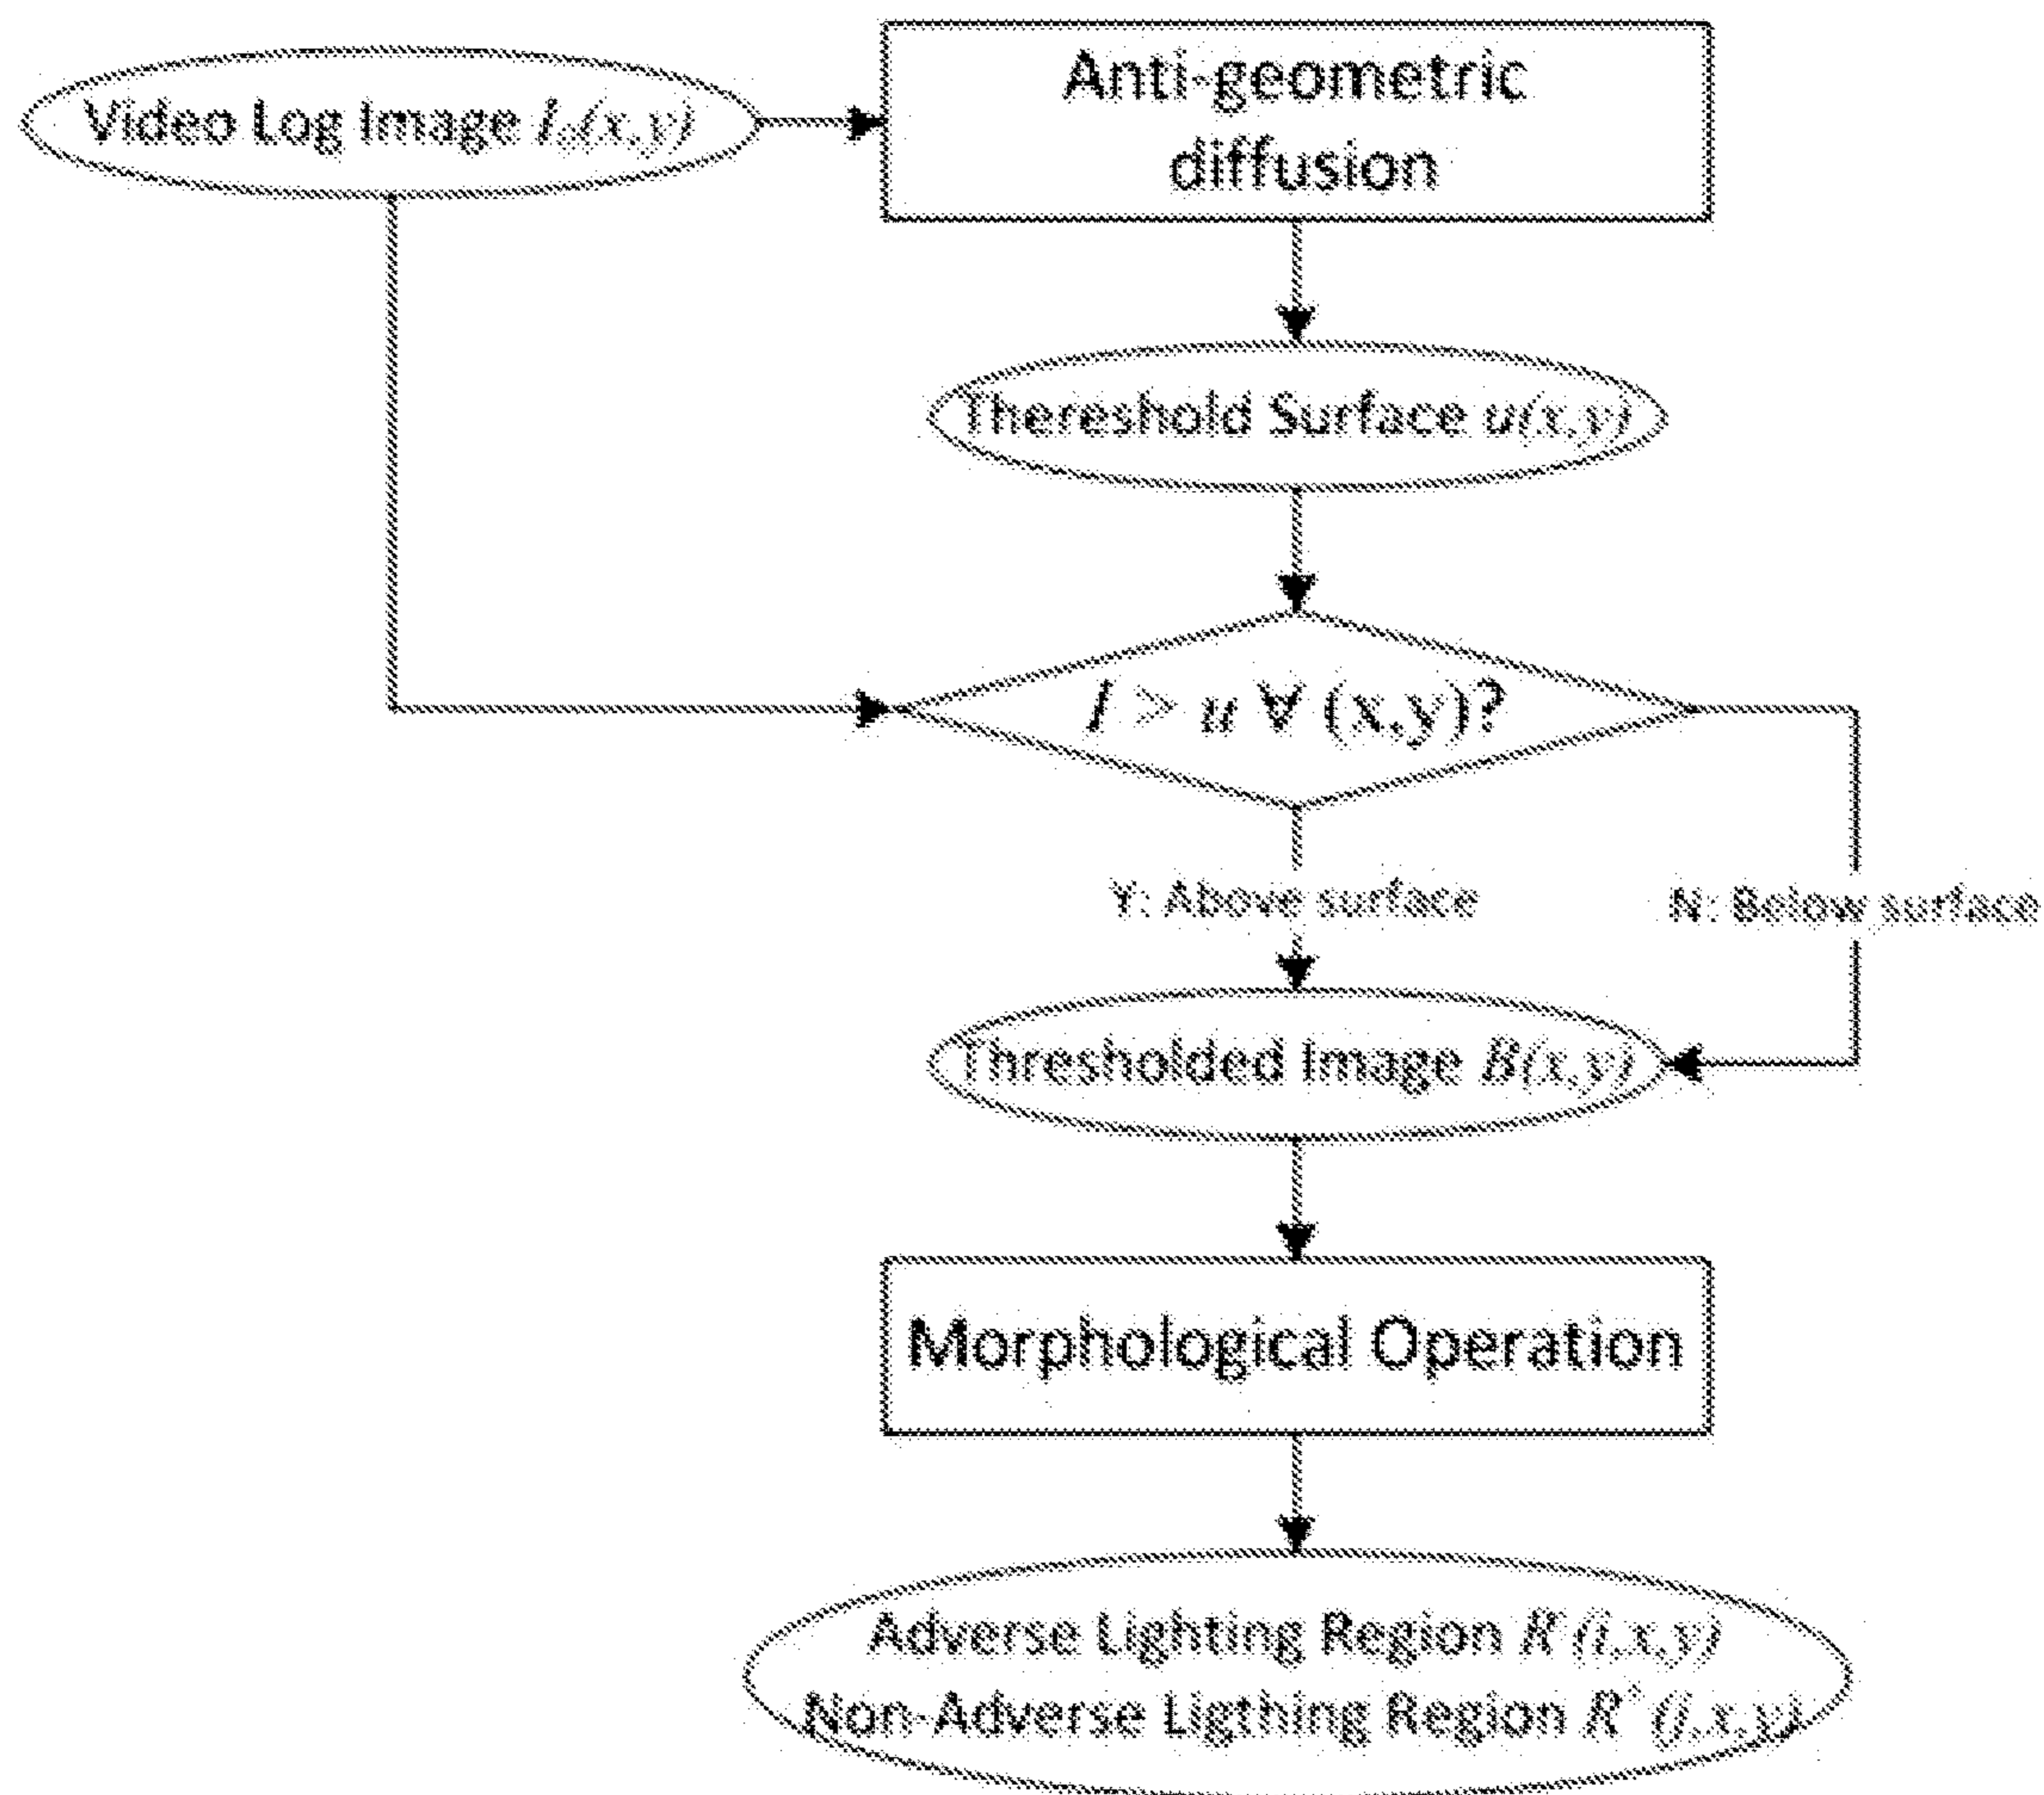 Video Log Image I₀(x,y)
Anti-geometric
diffusion
Thereshold Surface u(x,y)
I > u ∀ (x,y)?
Y: Above surface
N: Below surface
Thresholded Image B(x,y)
Morphological Operation
Adverse Lighting Region R⁻(i,x,y)
Non-Adverse Ligthing Region R⁺(j,x,y)